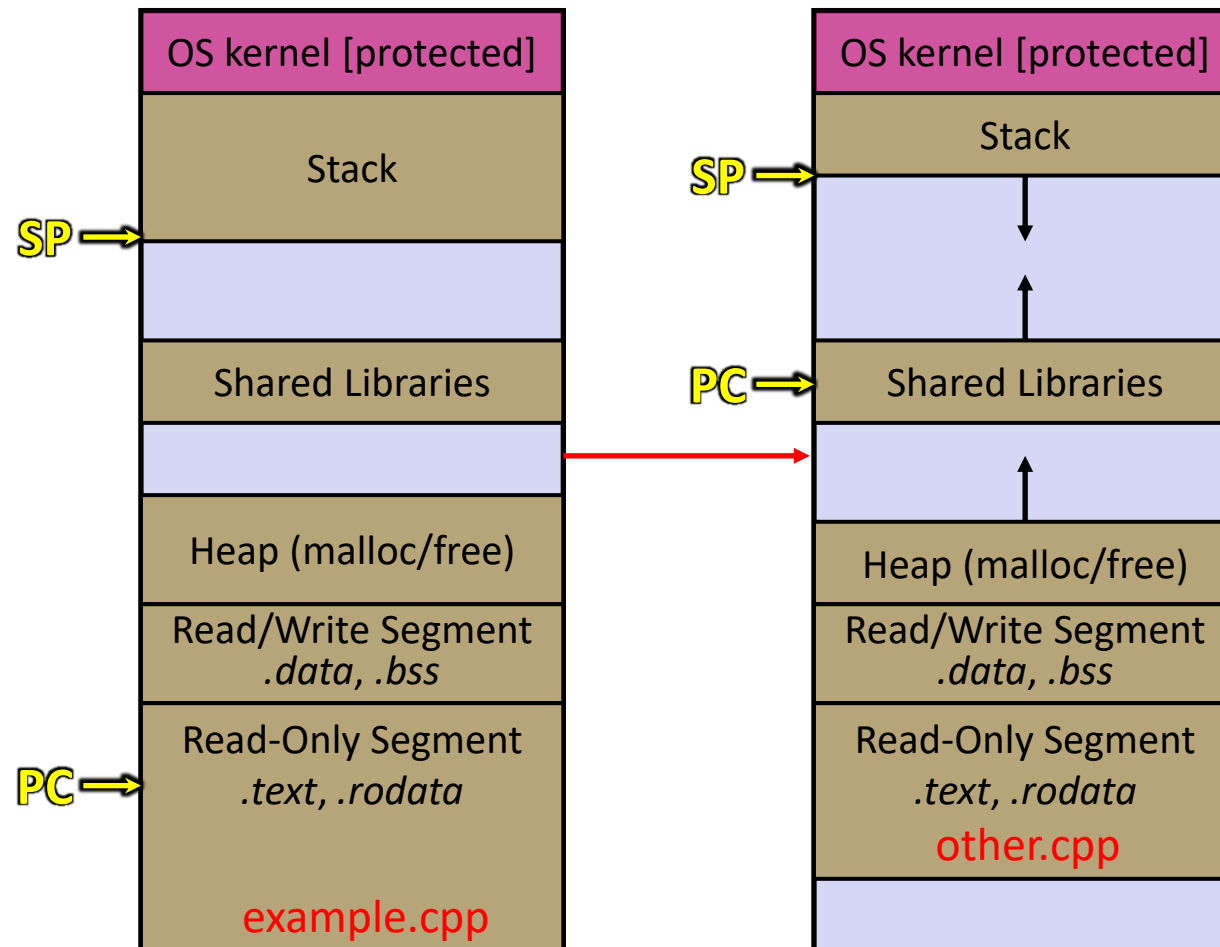 OS kernel [protected]
Stack
SP
Shared Libraries
Heap (malloc/free)
Read/Write Segment
.data, .bss
Read-Only Segment
PC
.text, .rodata
example.cpp
OS kernel [protected]
Stack
SP
PC
Shared Libraries
Heap (malloc/free)
Read/Write Segment
.data, .bss
Read-Only Segment
.text, .rodata
other.cpp